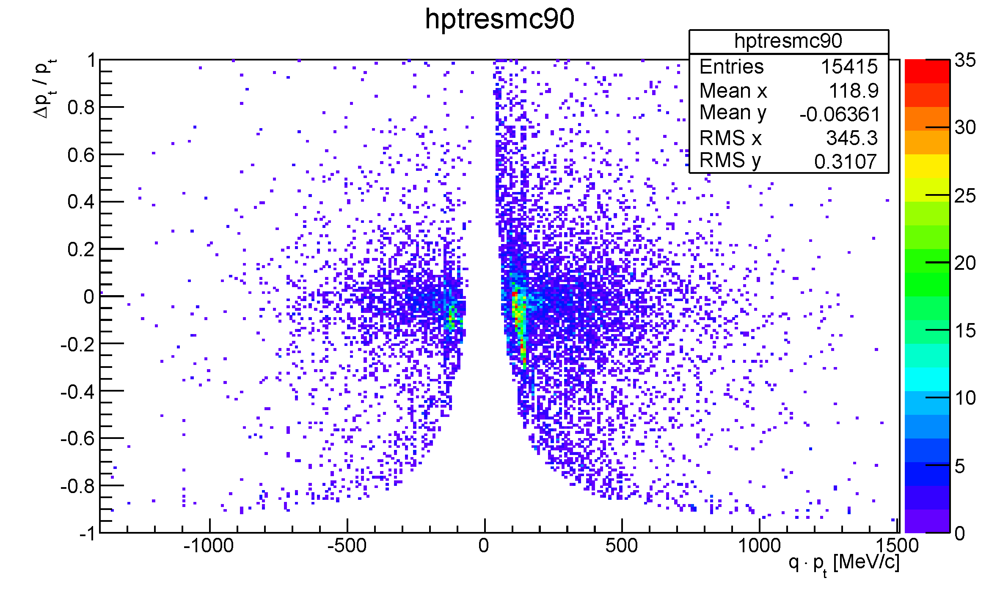 hptresmc90
hptresmc90
Entries 15415
Mean x 118.9
Mean y -0.06361
RMS x 345.3
RMS y 0.3107
Δp_t / p_t
1
0.8
0.6
0.4
0.2
0
-0.2
-0.4
-0.6
-0.8
-1
-1000 -500 0 500 1000 1500
q · p_t [MeV/c]
35
30
25
20
15
10
5
0